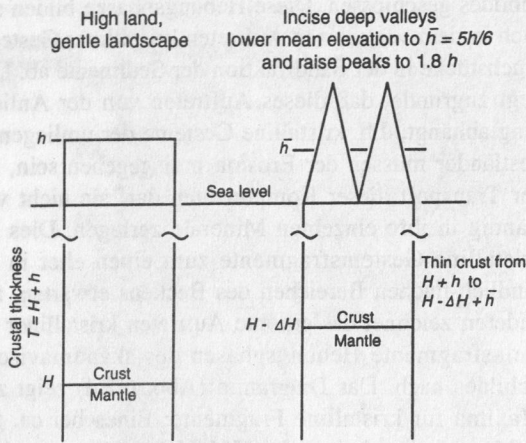 High land,
gentle landscape
Incise deep valleys
lower mean elevation to h̄ = 5h/6
and raise peaks to 1.8 h
h
h̄
Sea level
Crustal thickness
T = H + h
H
Crust
Mantle
H - ΔH
Crust
Mantle
Thin crust from
H + h to
H - ΔH + h